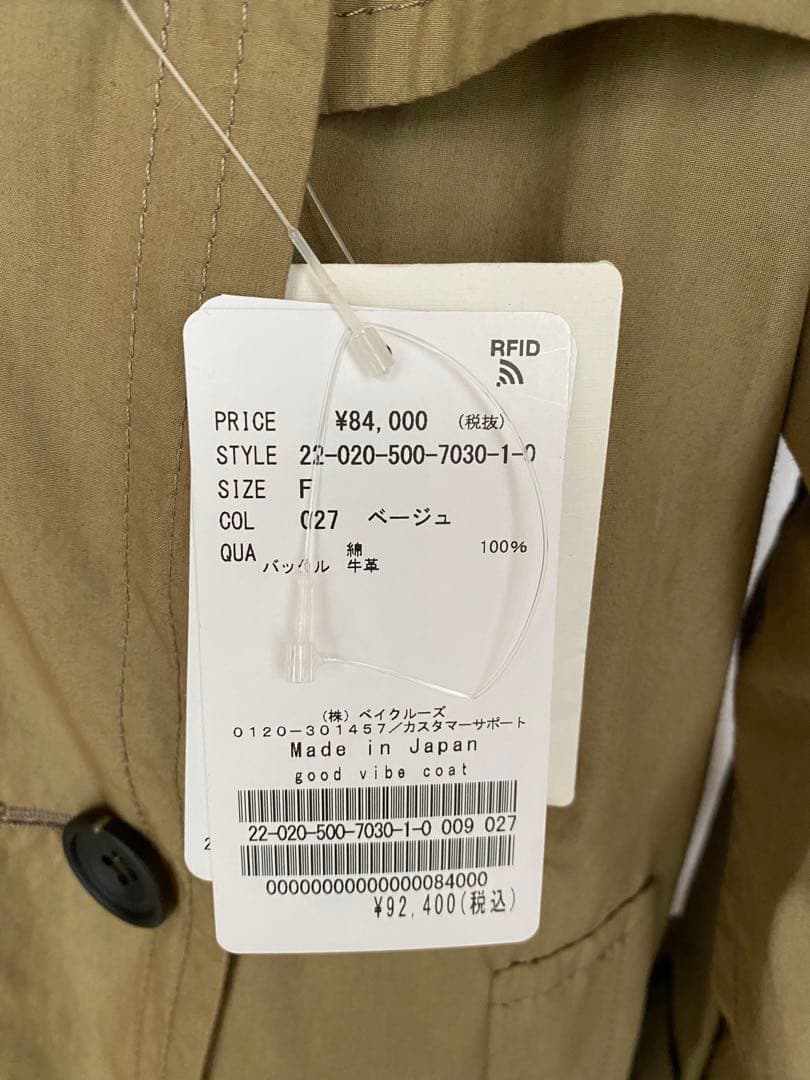 RFID
PRICE ¥84,000 (税抜)
STYLE 22-020-500-7030-1-0
SIZE F
COL 027 ベージュ
QUA 綿 100%
バックル 牛革
(株) ベイクルーズ
0120-301457/カスタマーサポート
Made in Japan
good vibe coat
22-020-500-7030-1-0 009 027
00000000000000084000
¥92,400(税込)
2